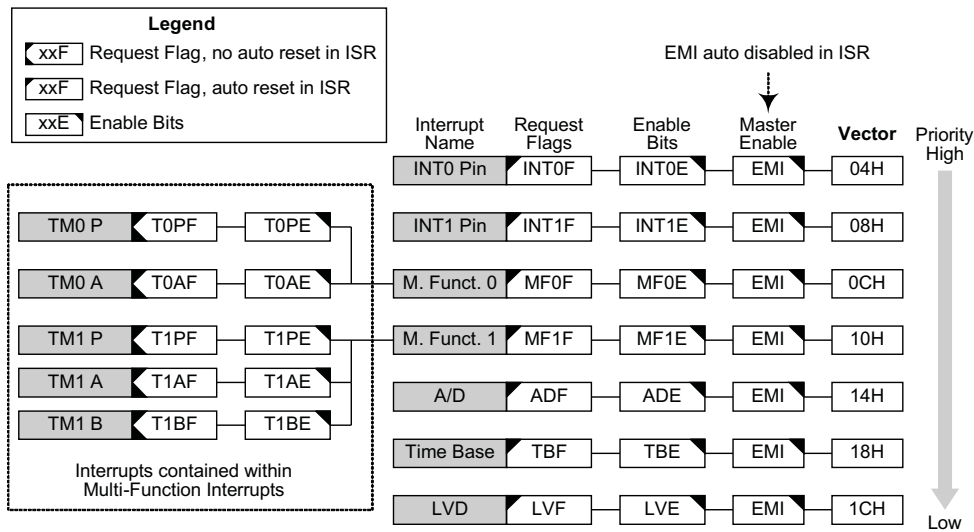 Legend
xxF Request Flag, no auto reset in ISR
xxF Request Flag, auto reset in ISR
xxE Enable Bits
EMI auto disabled in ISR
Interrupt Name Request Flags Enable Bits Master Enable Vector Priority High
INT0 Pin INT0F INT0E EMI 04H
TM0 P T0PF T0PE INT1 Pin INT1F INT1E EMI 08H
TM0 A T0AF T0AE M. Funct. 0 MF0F MF0E EMI 0CH
TM1 P T1PF T1PE M. Funct. 1 MF1F MF1E EMI 10H
TM1 A T1AF T1AE A/D ADF ADE EMI 14H
TM1 B T1BF T1BE
Time Base TBF TBE EMI 18H
Interrupts contained within
Multi-Function Interrupts
LVD LVF LVE EMI 1CH
Low